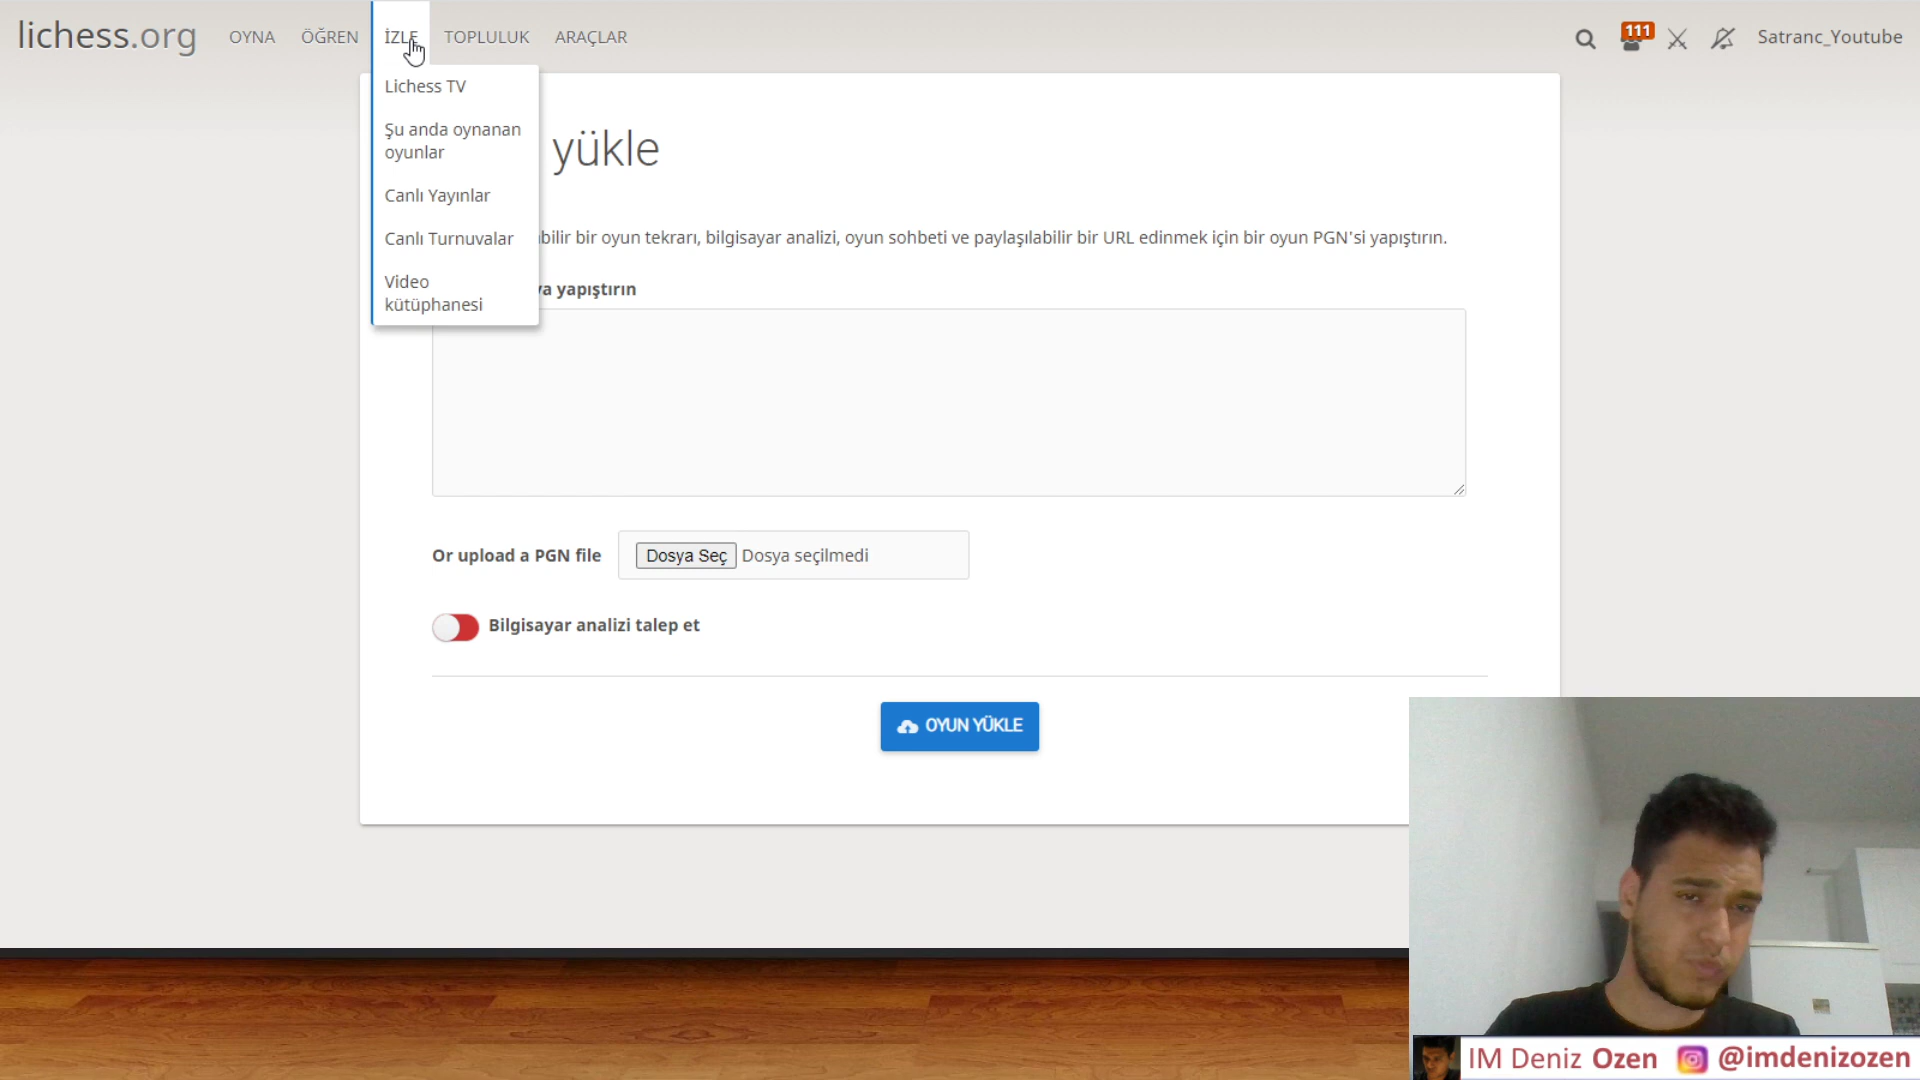 lichess.org
OYNA
ÖĞREN
İZLE
TOPLULUK
ARAÇLAR
111
Satranc_Youtube
Lichess TV
Şu anda oynanan
oyunlar
Canlı Yayınlar
Canlı Turnuvalar
Video
kütüphanesi
yükle
bilir bir oyun tekrarı, bilgisayar analizi, oyun sohbeti ve paylaşılabilir bir URL edinmek için bir oyun PGN'si yapıştırın.
yapıştırın
Or upload a PGN file
Dosya Seç
Dosya seçilmedi
Bilgisayar analizi talep et
OYUN YÜKLE
IM Deniz Ozen
@imdenizozen